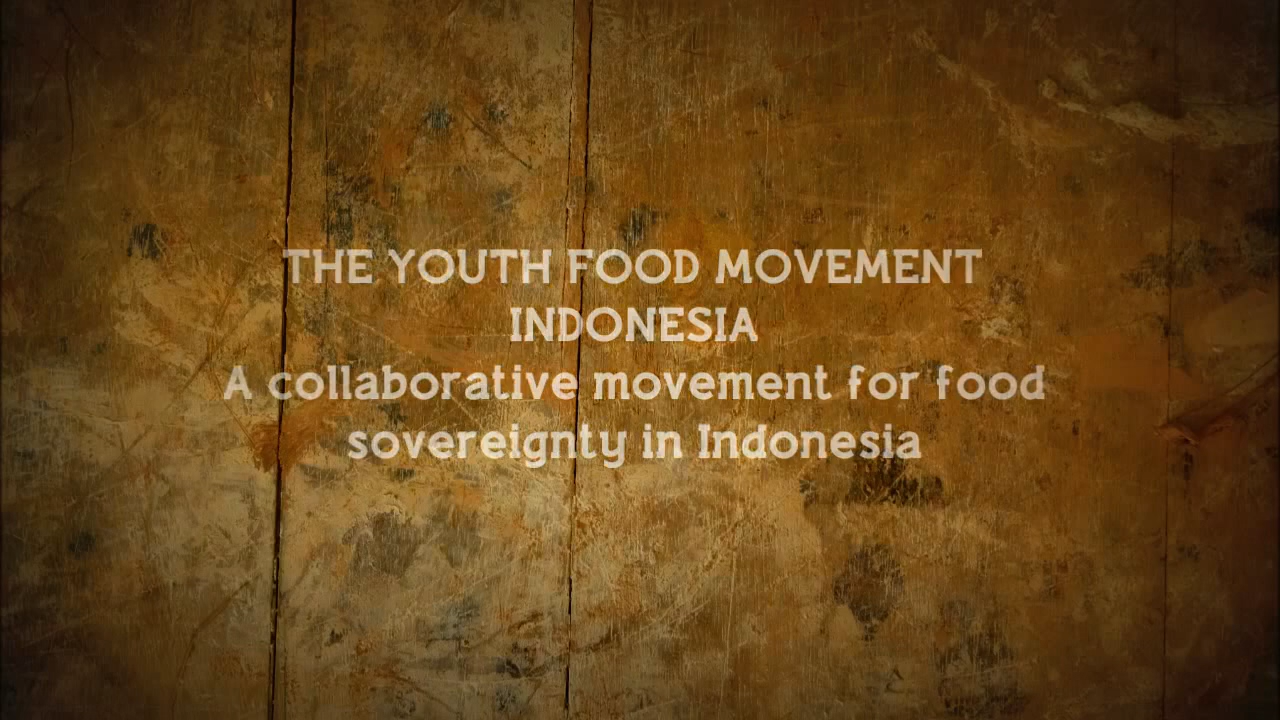 THE YOUTH FOOD MOVEMENT
INDONESIA
A collaborative movement for food
sovereignty in Indonesia